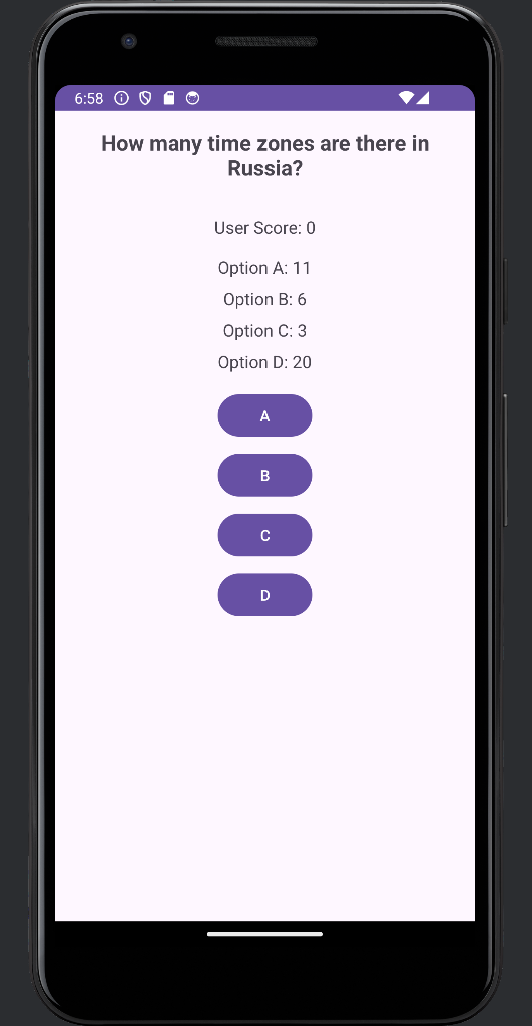 6:58
How many time zones are there in
Russia?
User Score: 0
Option A: 11
Option B: 6
Option C: 3
Option D: 20
A
B
C
D